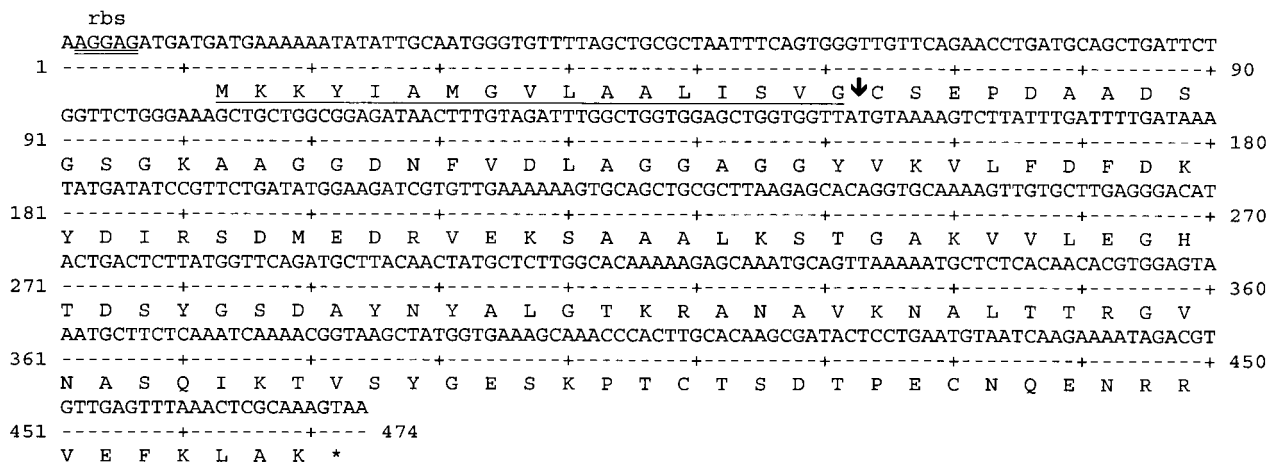 rbs
AAGGAGATGATGATGAAAAAATATATTGCAATGGGTGTTTTAGCTGCGCTAATTTCAGTGGGTTGTTCAGAACCTGATGCAGCTGATTCT
1 ---------+---------+---------+---------+---------+---------+---------+---------+---------+ 90
M K K Y I A M G V L A A L I S V G ↓ C S E P D A A D S
GGTTCTGGGAAAGCTGCTGGCGGAGATAACTTTGTAGATTTGGCTGGTGGAGCTGGTGGTTATGTAAAAGTCTTATTTGATTTTGATAAA
91 ---------+---------+---------+---------+---------+---------+---------+---------+---------+ 180
G S G K A A G G D N F V D L A G G A G G Y V K V L F D F D K
TATGATATCCGTTCTGATATGGAAGATCGTGTTGAAAAAAGTGCAGCTGCGCTTAAGAGCACAGGTGCAAAAGTTGTGCTTGAGGGACAT
181 ---------+---------+---------+---------+---------+---------+---------+---------+---------+ 270
Y D I R S D M E D R V E K S A A A L K S T G A K V V L E G H
ACTGACTCTTATGGTTCAGATGCTTACAACTATGCTCTTGGCACAAAAAGAGCAAATGCAGTTAAAAATGCTCTCACAACACGTGGAGTA
271 ---------+---------+---------+---------+---------+---------+---------+---------+---------+ 360
T D S Y G S D A Y N Y A L G T K R A N A V K N A L T T R G V
AATGCTTCTCAAATCAAAACGGTAAGCTATGGTGAAAGCAAACCCACTTGCACAAGCGATACTCCTGAATGTAATCAAGAAAATAGACGT
361 ---------+---------+---------+---------+---------+---------+---------+---------+---------+ 450
N A S Q I K T V S Y G E S K P T C T S D T P E C N Q E N R R
GTTGAGTTTAAACTCGCAAAGTAA
451 ---------+---------+---- 474
V E F K L A K *